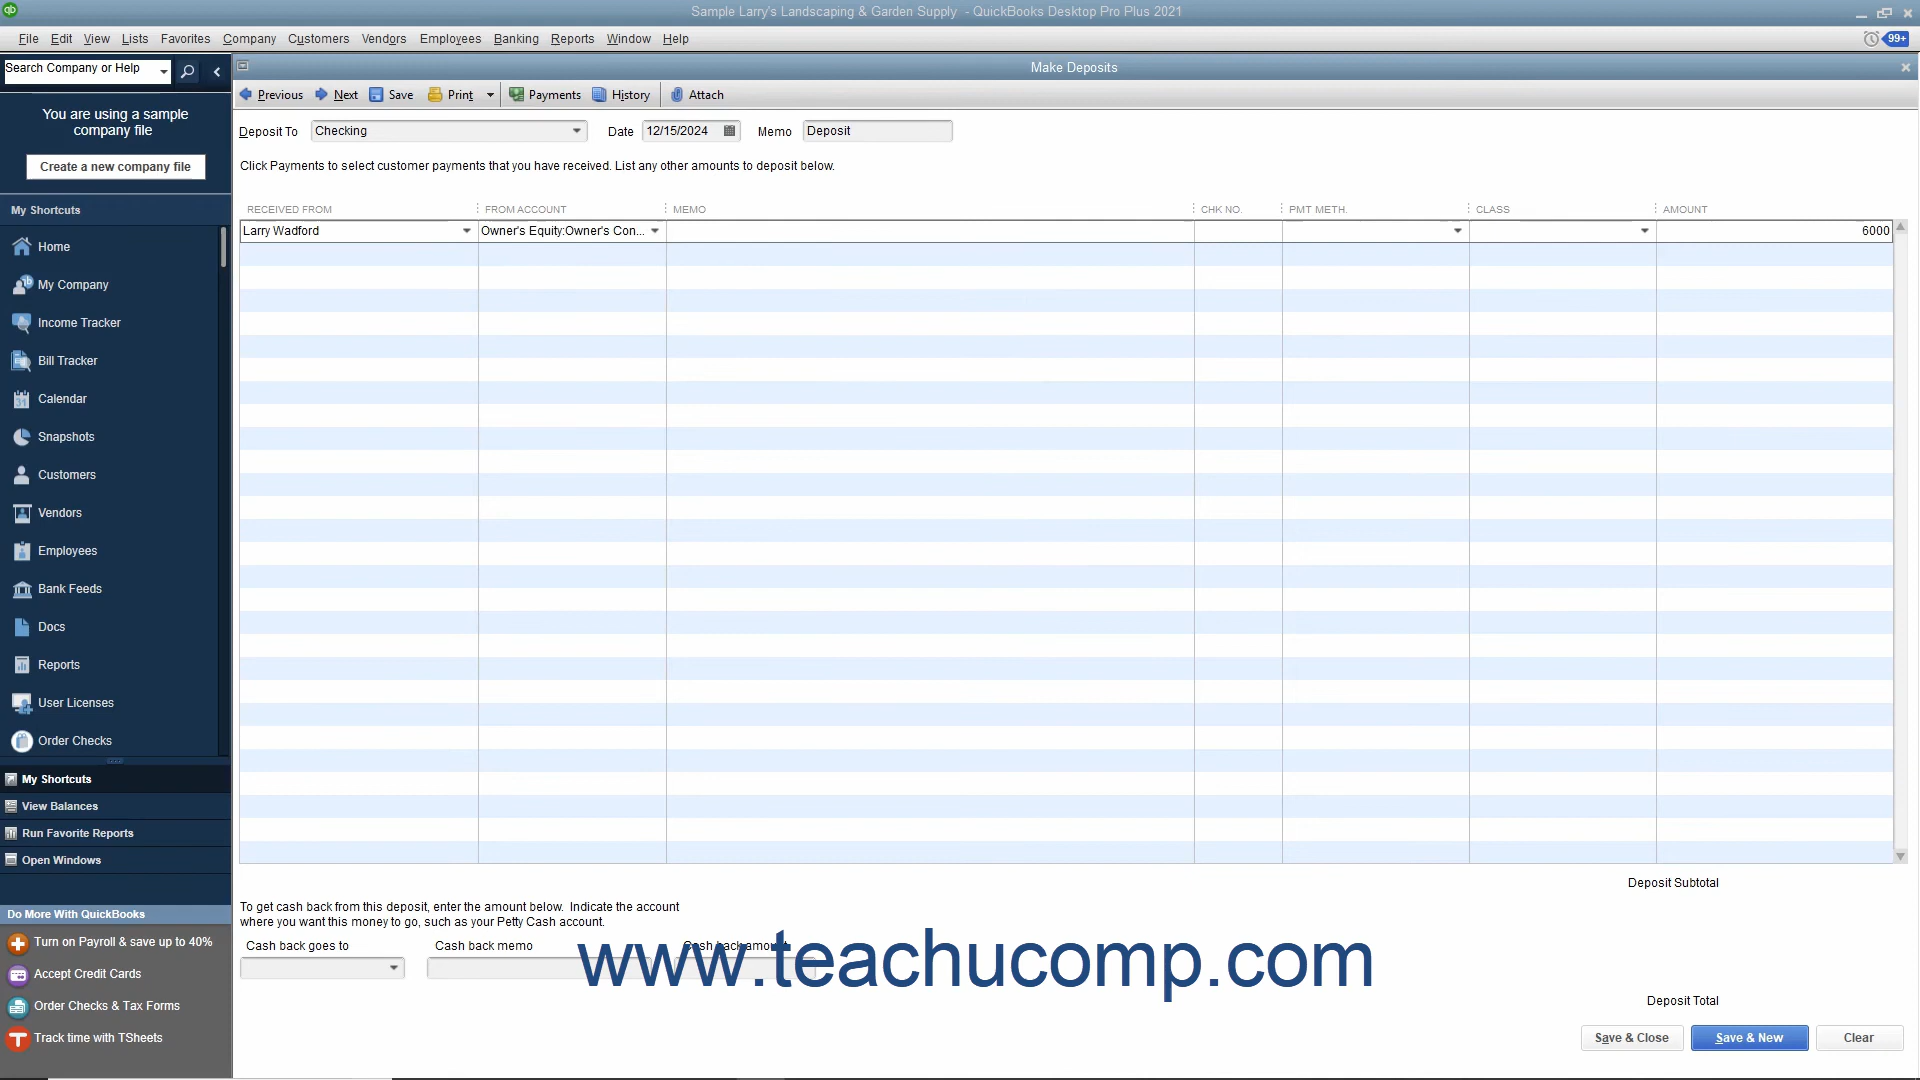 Sample Larry's Landscaping & Garden Supply - QuickBooks Desktop Pro Plus 2021
File Edit View Lists Favorites Company Customers Vendors Employees Banking Reports Window Help
99+
Search Company or Help
Make Deposits
You are using a sample
company file
Create a new company file
Previous Next Save Print Payments History Attach
Deposit To Checking Date 12/15/2024 Memo Deposit
Click Payments to select customer payments that you have received. List any other amounts to deposit below.
RECEIVED FROM FROM ACCOUNT MEMO CHK NO. PMT METH. CLASS AMOUNT
Larry Wadford Owner's Equity:Owner's Con... 6000
My Shortcuts
Home
My Company
Income Tracker
Bill Tracker
Calendar
31
Snapshots
Customers
Vendors
Employees
Bank Feeds
Docs
Reports
User Licenses
Order Checks
My Shortcuts
View Balances
Run Favorite Reports
Open Windows
Do More With QuickBooks
Turn on Payroll & save up to 40%
Accept Credit Cards
Order Checks & Tax Forms
Track time with TSheets
Deposit Subtotal
To get cash back from this deposit, enter the amount below. Indicate the account
where you want this money to go, such as your Petty Cash account.
Cash back goes to Cash back memo Cash back amount
www.teachucomp.com
Deposit Total
Save & Close Save & New Clear